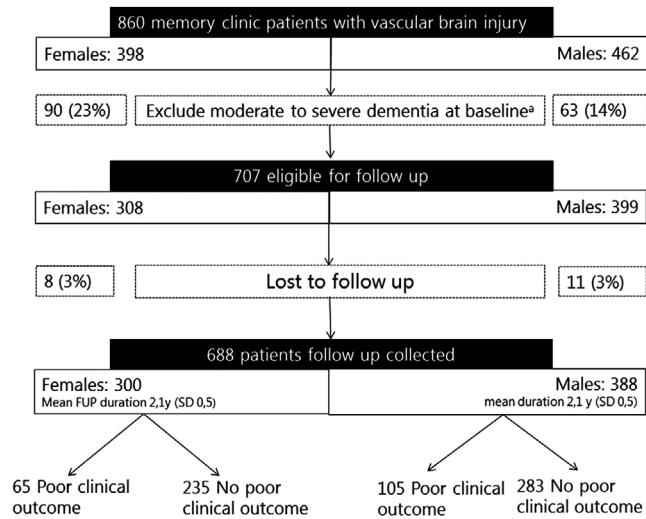 860 memory clinic patients with vascular brain injury
Females: 398
Males: 462
90 (23%)
Exclude moderate to severe dementia at baselineᵃ
63 (14%)
707 eligible for follow up
Females: 308
Males: 399
8 (3%)
Lost to follow up
11 (3%)
688 patients follow up collected
Females: 300
Mean FUP duration 2,1y (SD 0,5)
Males: 388
mean duration 2,1 y (SD 0,5)
65 Poor clinical
outcome
235 No poor
clinical outcome
105 Poor clinical
outcome
283 No poor
clinical outcome